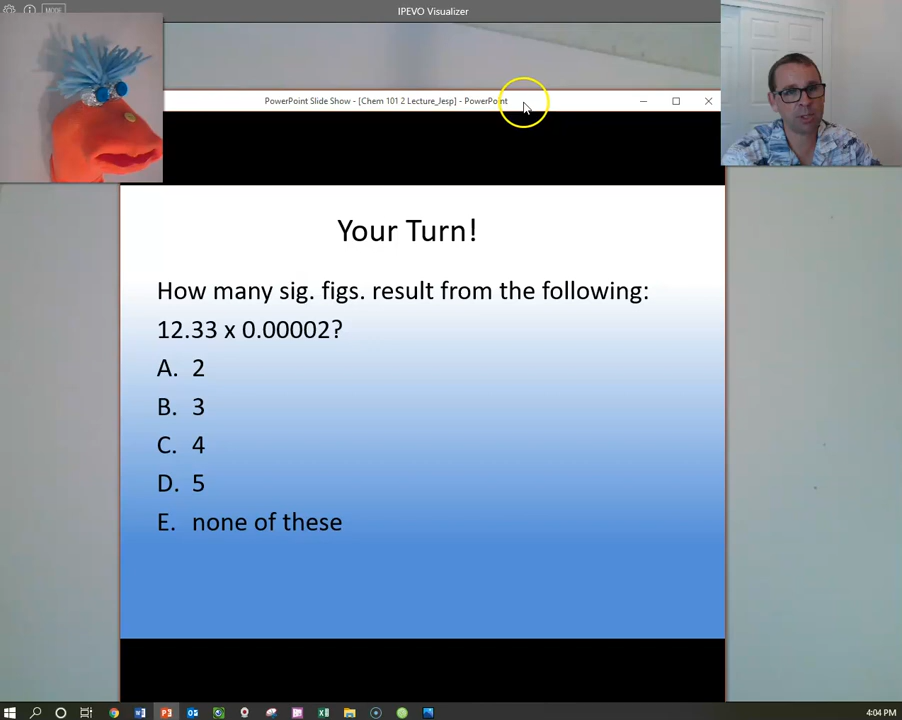 IPEVO Visualizer
MODE
PowerPoint Slide Show - [Chem 101 2 Lecture_Jesp] - PowerPoint
Your Turn!
How many sig. figs. result from the following:
12.33 x 0.00002?
A. 2
B. 3
C. 4
D. 5
E. none of these
4:04 PM